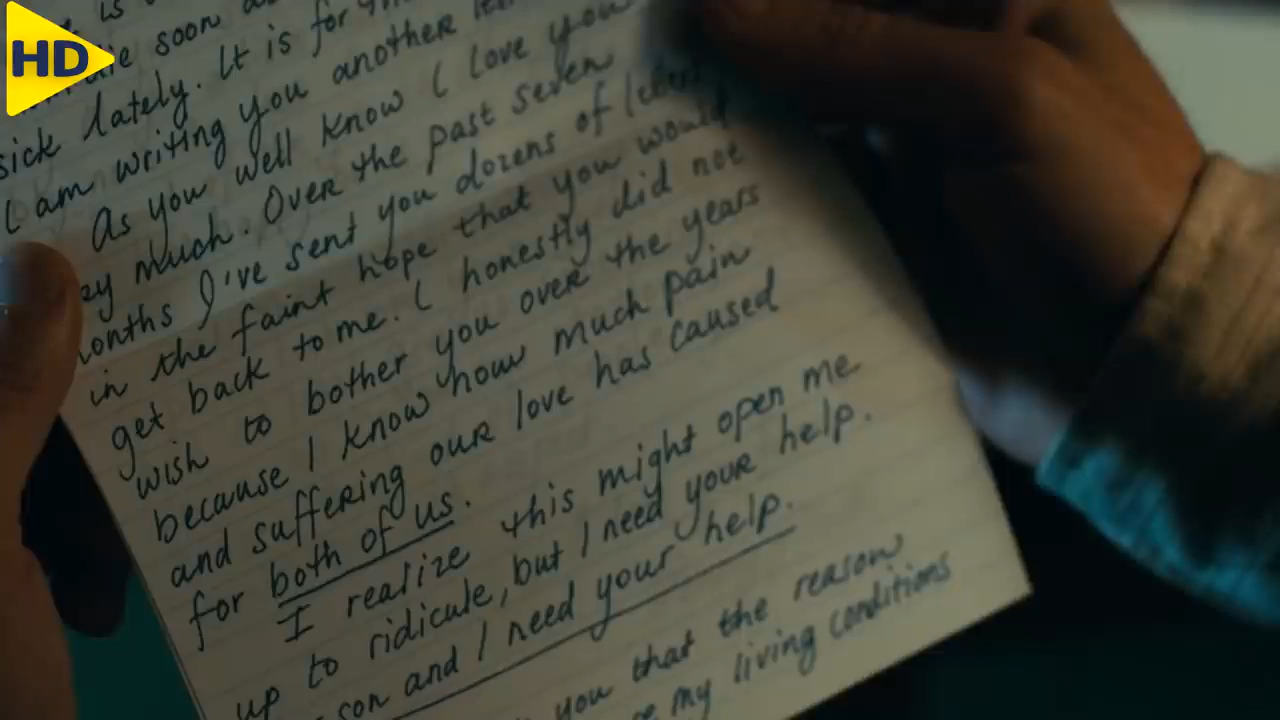 HD
is
die soon
sick lately. It is for
I am writing you another
As you well know I love you
much. Over the past seven
months I've sent you dozens of letters
in the faint hope that you would
get back to me. I honestly did not
wish to bother you over the years
because I know how much pain
and suffering our love has caused
for both of us.
I realize this might open me
up to ridicule, but I need your help.
son and I need your help.
you that the reason
my living conditions